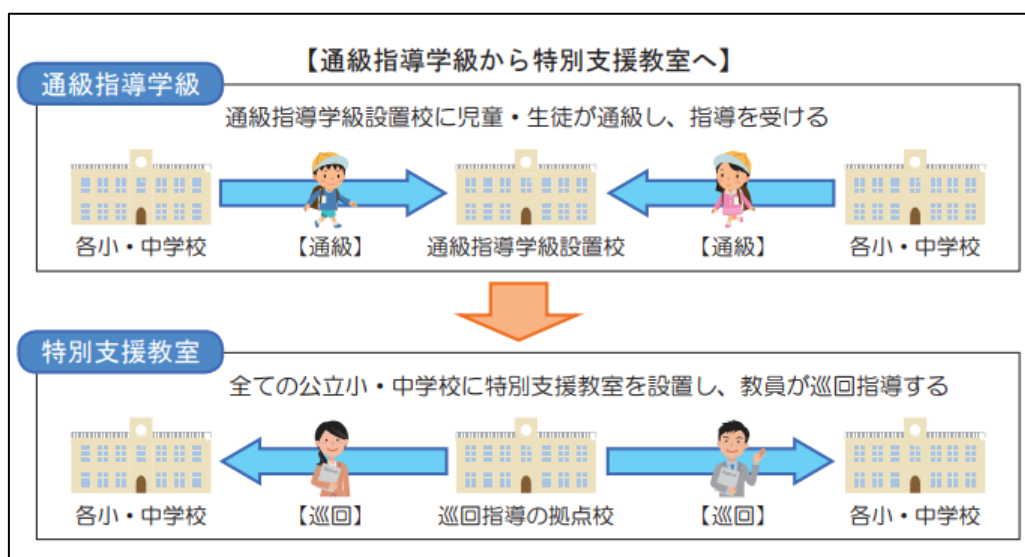 【通級指導学級から特別支援教室へ】
通級指導学級
通級指導学級設置校に児童・生徒が通級し、指導を受ける
各小・中学校 【通級】 通級指導学級設置校 【通級】 各小・中学校
特別支援教室
全ての公立小・中学校に特別支援教室を設置し、教員が巡回指導する
各小・中学校 【巡回】 巡回指導の拠点校 【巡回】 各小・中学校